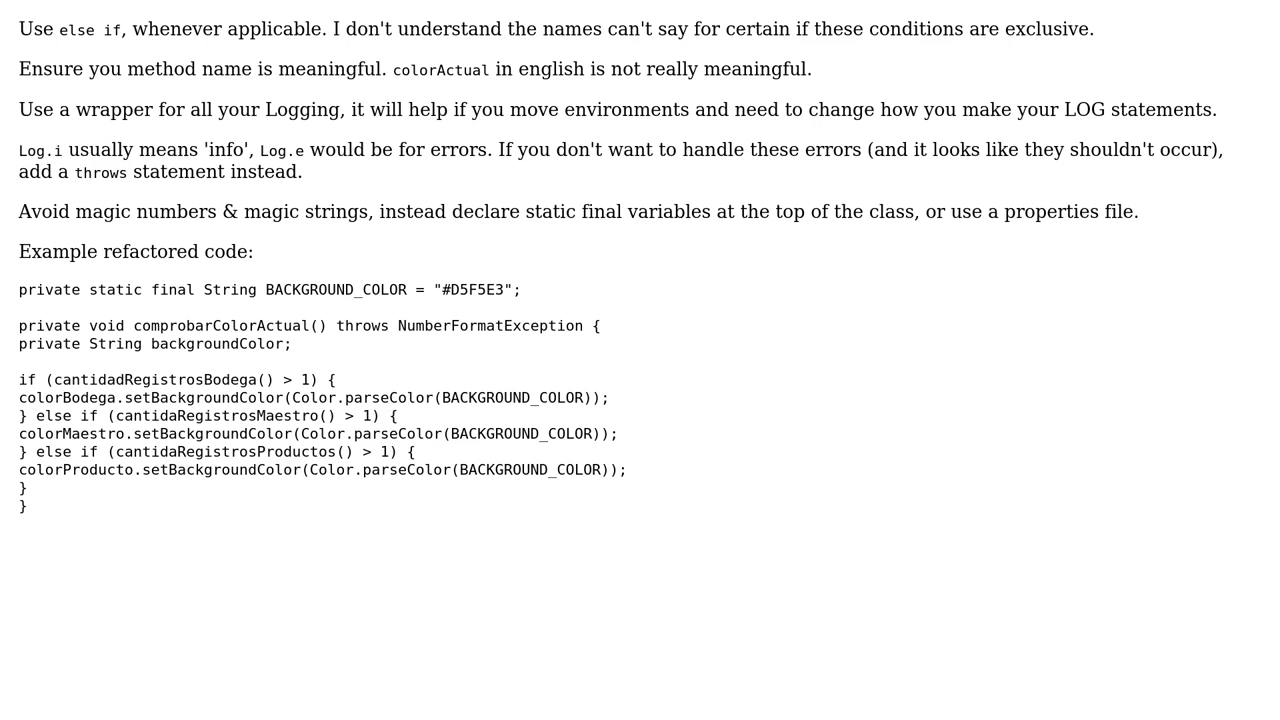 Use else if, whenever applicable. I don't understand the names can't say for certain if these conditions are exclusive.
Ensure you method name is meaningful. colorActual in english is not really meaningful.
Use a wrapper for all your Logging, it will help if you move environments and need to change how you make your LOG statements.
Log.i usually means 'info', Log.e would be for errors. If you don't want to handle these errors (and it looks like they shouldn't occur),
add a throws statement instead.
Avoid magic numbers & magic strings, instead declare static final variables at the top of the class, or use a properties file.
Example refactored code:
private static final String BACKGROUND_COLOR = "#D5F5E3";
private void comprobarColorActual() throws NumberFormatException {
private String backgroundColor;
if (cantidadRegistrosBodega() > 1) {
colorBodega.setBackgroundColor(Color.parseColor(BACKGROUND_COLOR));
} else if (cantidaRegistrosMaestro() > 1) {
colorMaestro.setBackgroundColor(Color.parseColor(BACKGROUND_COLOR));
} else if (cantidaRegistrosProductos() > 1) {
colorProducto.setBackgroundColor(Color.parseColor(BACKGROUND_COLOR));
}
}